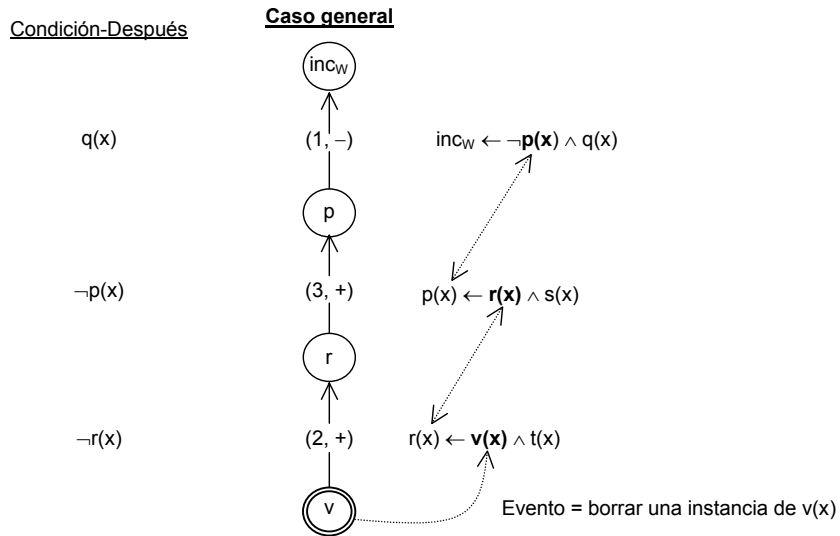 Caso general
Condición-Después
inc_W
q(x) (1, –) inc_W ← ¬p(x) ∧ q(x)
p
¬p(x) (3, +) p(x) ← r(x) ∧ s(x)
r
¬r(x) (2, +) r(x) ← v(x) ∧ t(x)
v Evento = borrar una instancia de v(x)